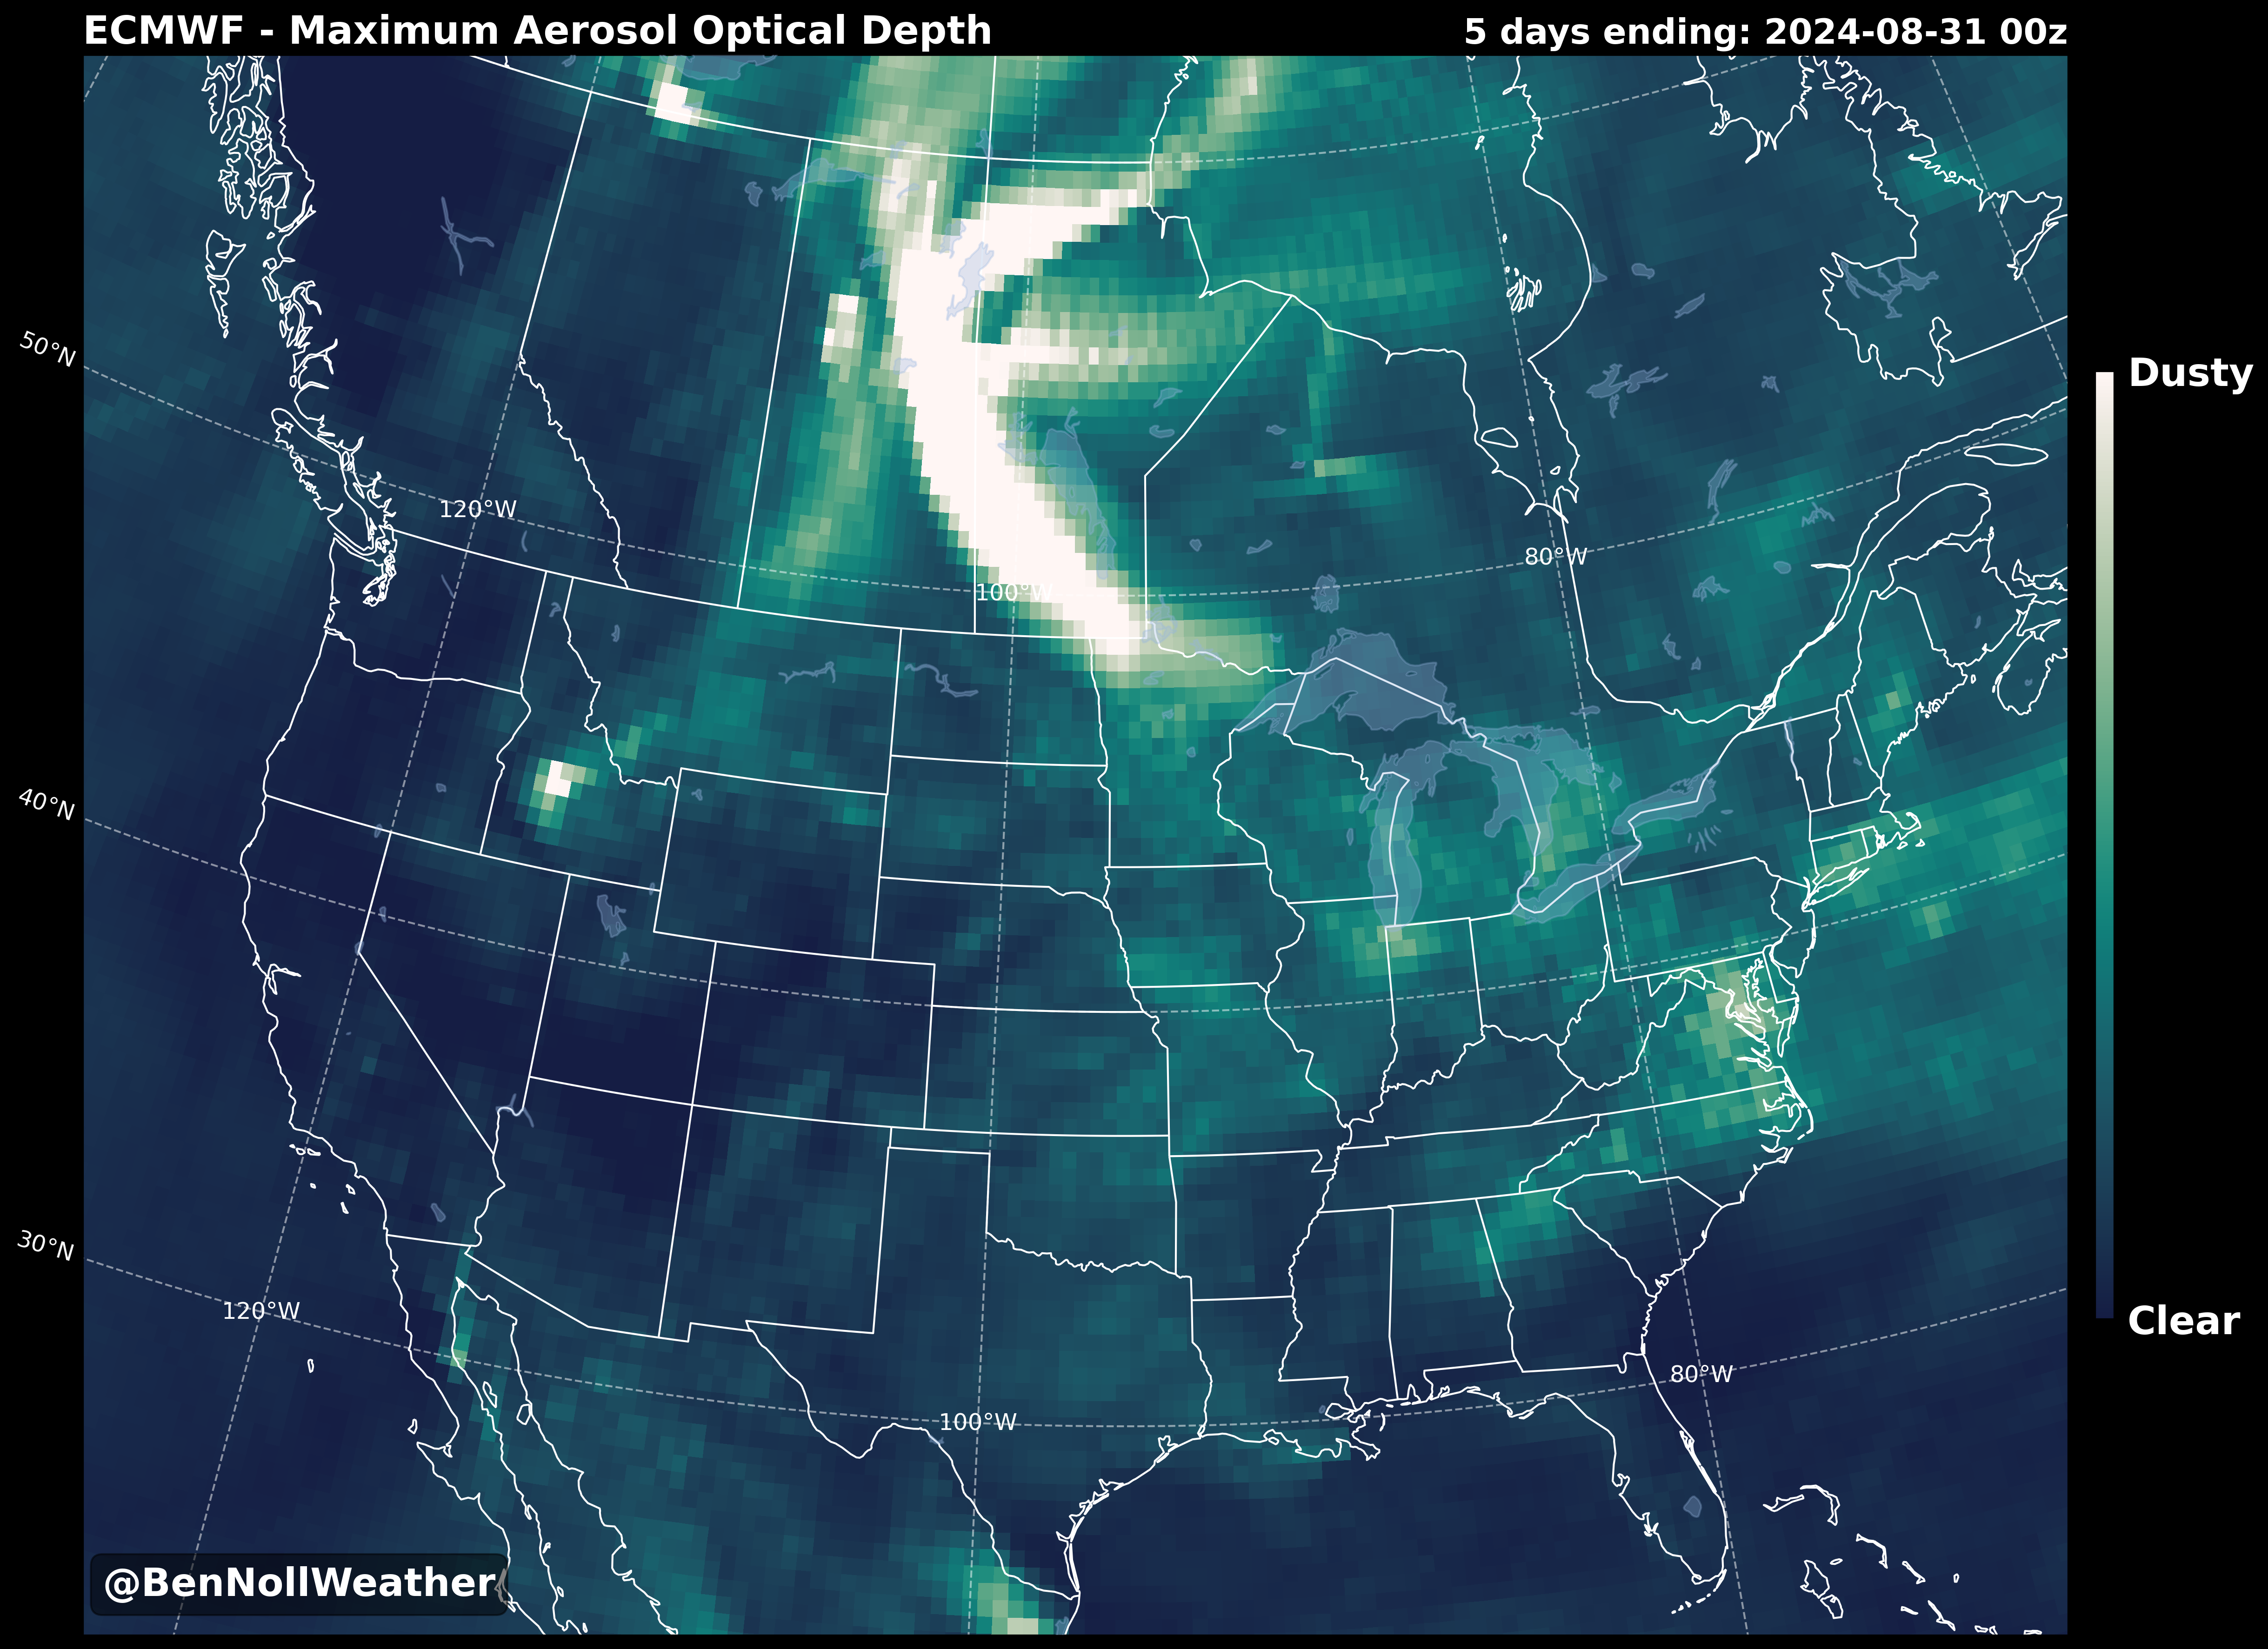 ECMWF - Maximum Aerosol Optical Depth
5 days ending: 2024-08-31 00z
50°N
Dusty
120°W
80°W
100°W
40°N
30°N
120°W
Clear
80°W
100°W
@BenNollWeather